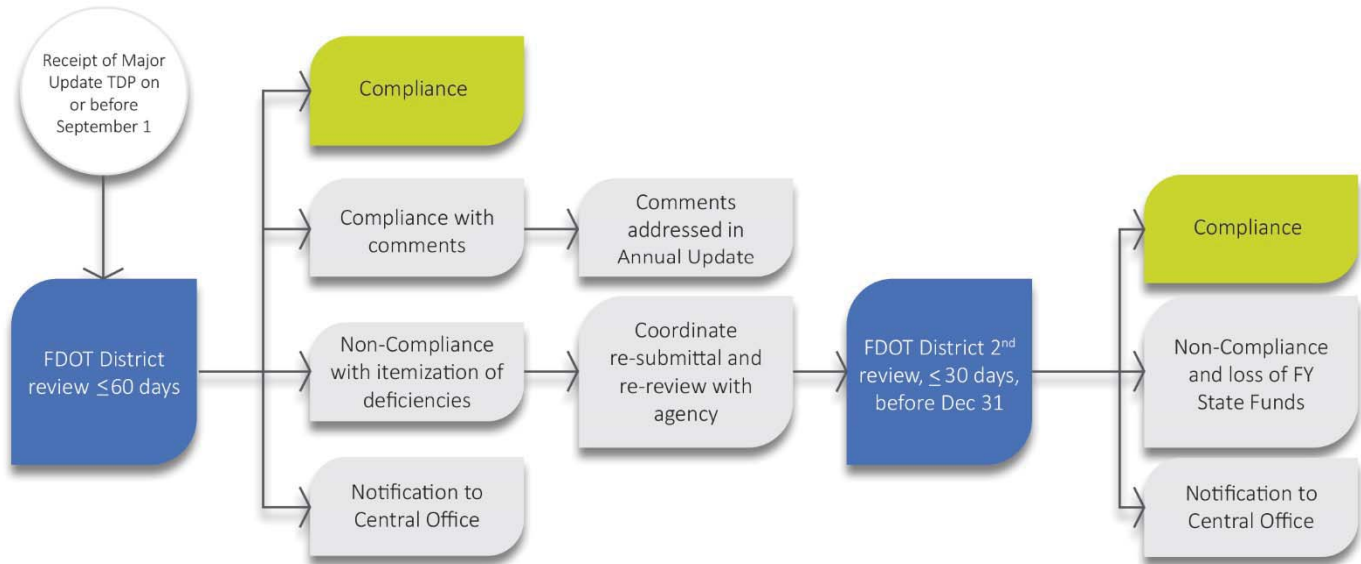 Receipt of Major
Update TDP on
or before
September 1
FDOT District
review ≤60 days
Compliance
Compliance with
comments
Comments
addressed in
Annual Update
Non-Compliance
with itemization of
deficiencies
Coordinate
re-submittal and
re-review with
agency
Notification to
Central Office
FDOT District 2nd
review, ≤ 30 days,
before Dec 31
Compliance
Non-Compliance
and loss of FY
State Funds
Notification to
Central Office